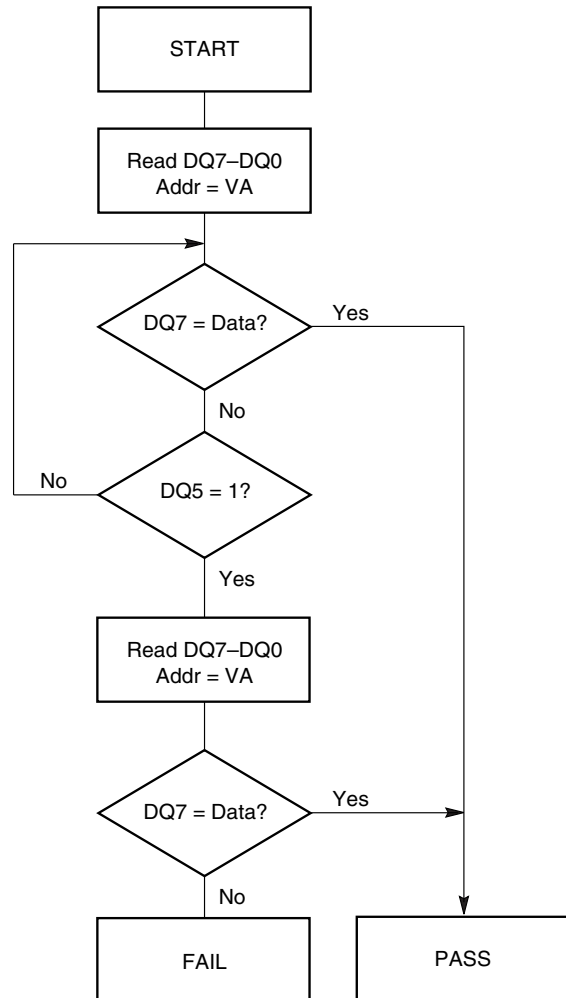 START
Read DQ7–DQ0
Addr = VA
DQ7 = Data?
Yes
No
No
DQ5 = 1?
Yes
Read DQ7–DQ0
Addr = VA
DQ7 = Data?
Yes
No
FAIL
PASS